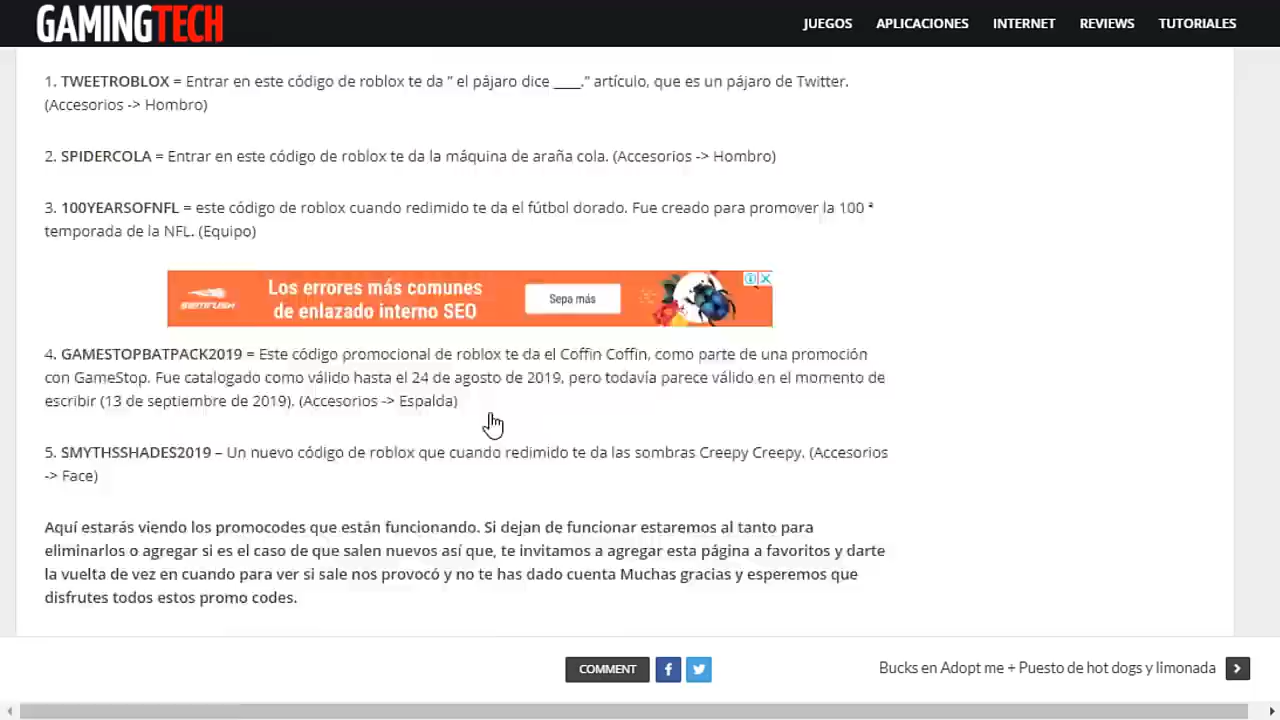 GAMINGTECH
JUEGOS APLICACIONES INTERNET REVIEWS TUTORIALES
1. TWEETROBLOX = Entrar en este código de roblox te da " el pájaro dice ____." artículo, que es un pájaro de Twitter.
(Accesorios -> Hombro)
2. SPIDERCOLA = Entrar en este código de roblox te da la máquina de araña cola. (Accesorios -> Hombro)
3. 100YEARSOFNFL = este código de roblox cuando redimido te da el fútbol dorado. Fue creado para promover la 100 ª
temporada de la NFL. (Equipo)
SEMRUSH
Los errores más comunes
de enlazado interno SEO
Sepa más
4. GAMESTOPBATPACK2019 = Este código promocional de roblox te da el Coffin Coffin, como parte de una promoción
con GameStop. Fue catalogado como válido hasta el 24 de agosto de 2019, pero todavía parece válido en el momento de
escribir (13 de septiembre de 2019). (Accesorios -> Espalda)
5. SMYTHSSHADES2019 – Un nuevo código de roblox que cuando redimido te da las sombras Creepy Creepy. (Accesorios
-> Face)
Aquí estarás viendo los promocodes que están funcionando. Si dejan de funcionar estaremos al tanto para
eliminarlos o agregar si es el caso de que salen nuevos así que, te invitamos a agregar esta página a favoritos y darte
la vuelta de vez en cuando para ver si sale nos provocó y no te has dado cuenta Muchas gracias y esperemos que
disfrutes todos estos promo codes.
COMMENT
Bucks en Adopt me + Puesto de hot dogs y limonada